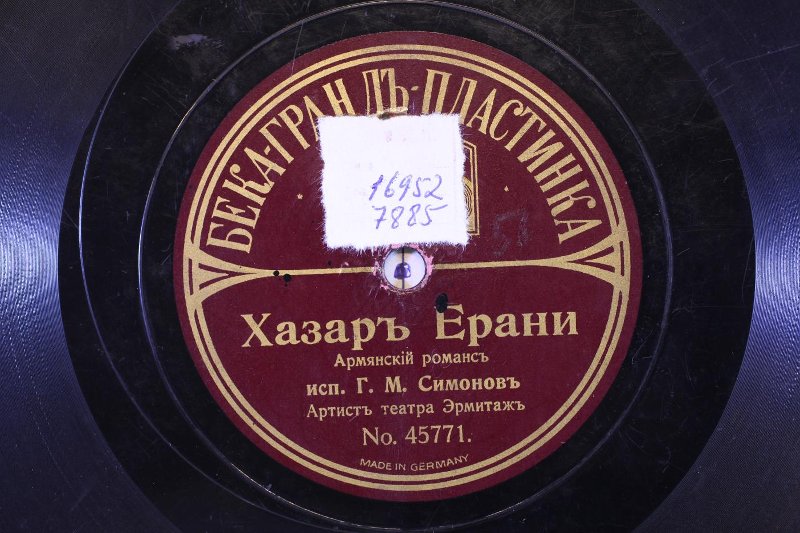 БЕКА-ГРАНДЪ-ПЛАСТИНКА
16952
7885
51
Хазаръ Ерани
Армянскій романсъ
исп. Г. М. Симоновъ
Артистъ театра Эрмитажъ
No. 45771.
MADE IN GERMANY